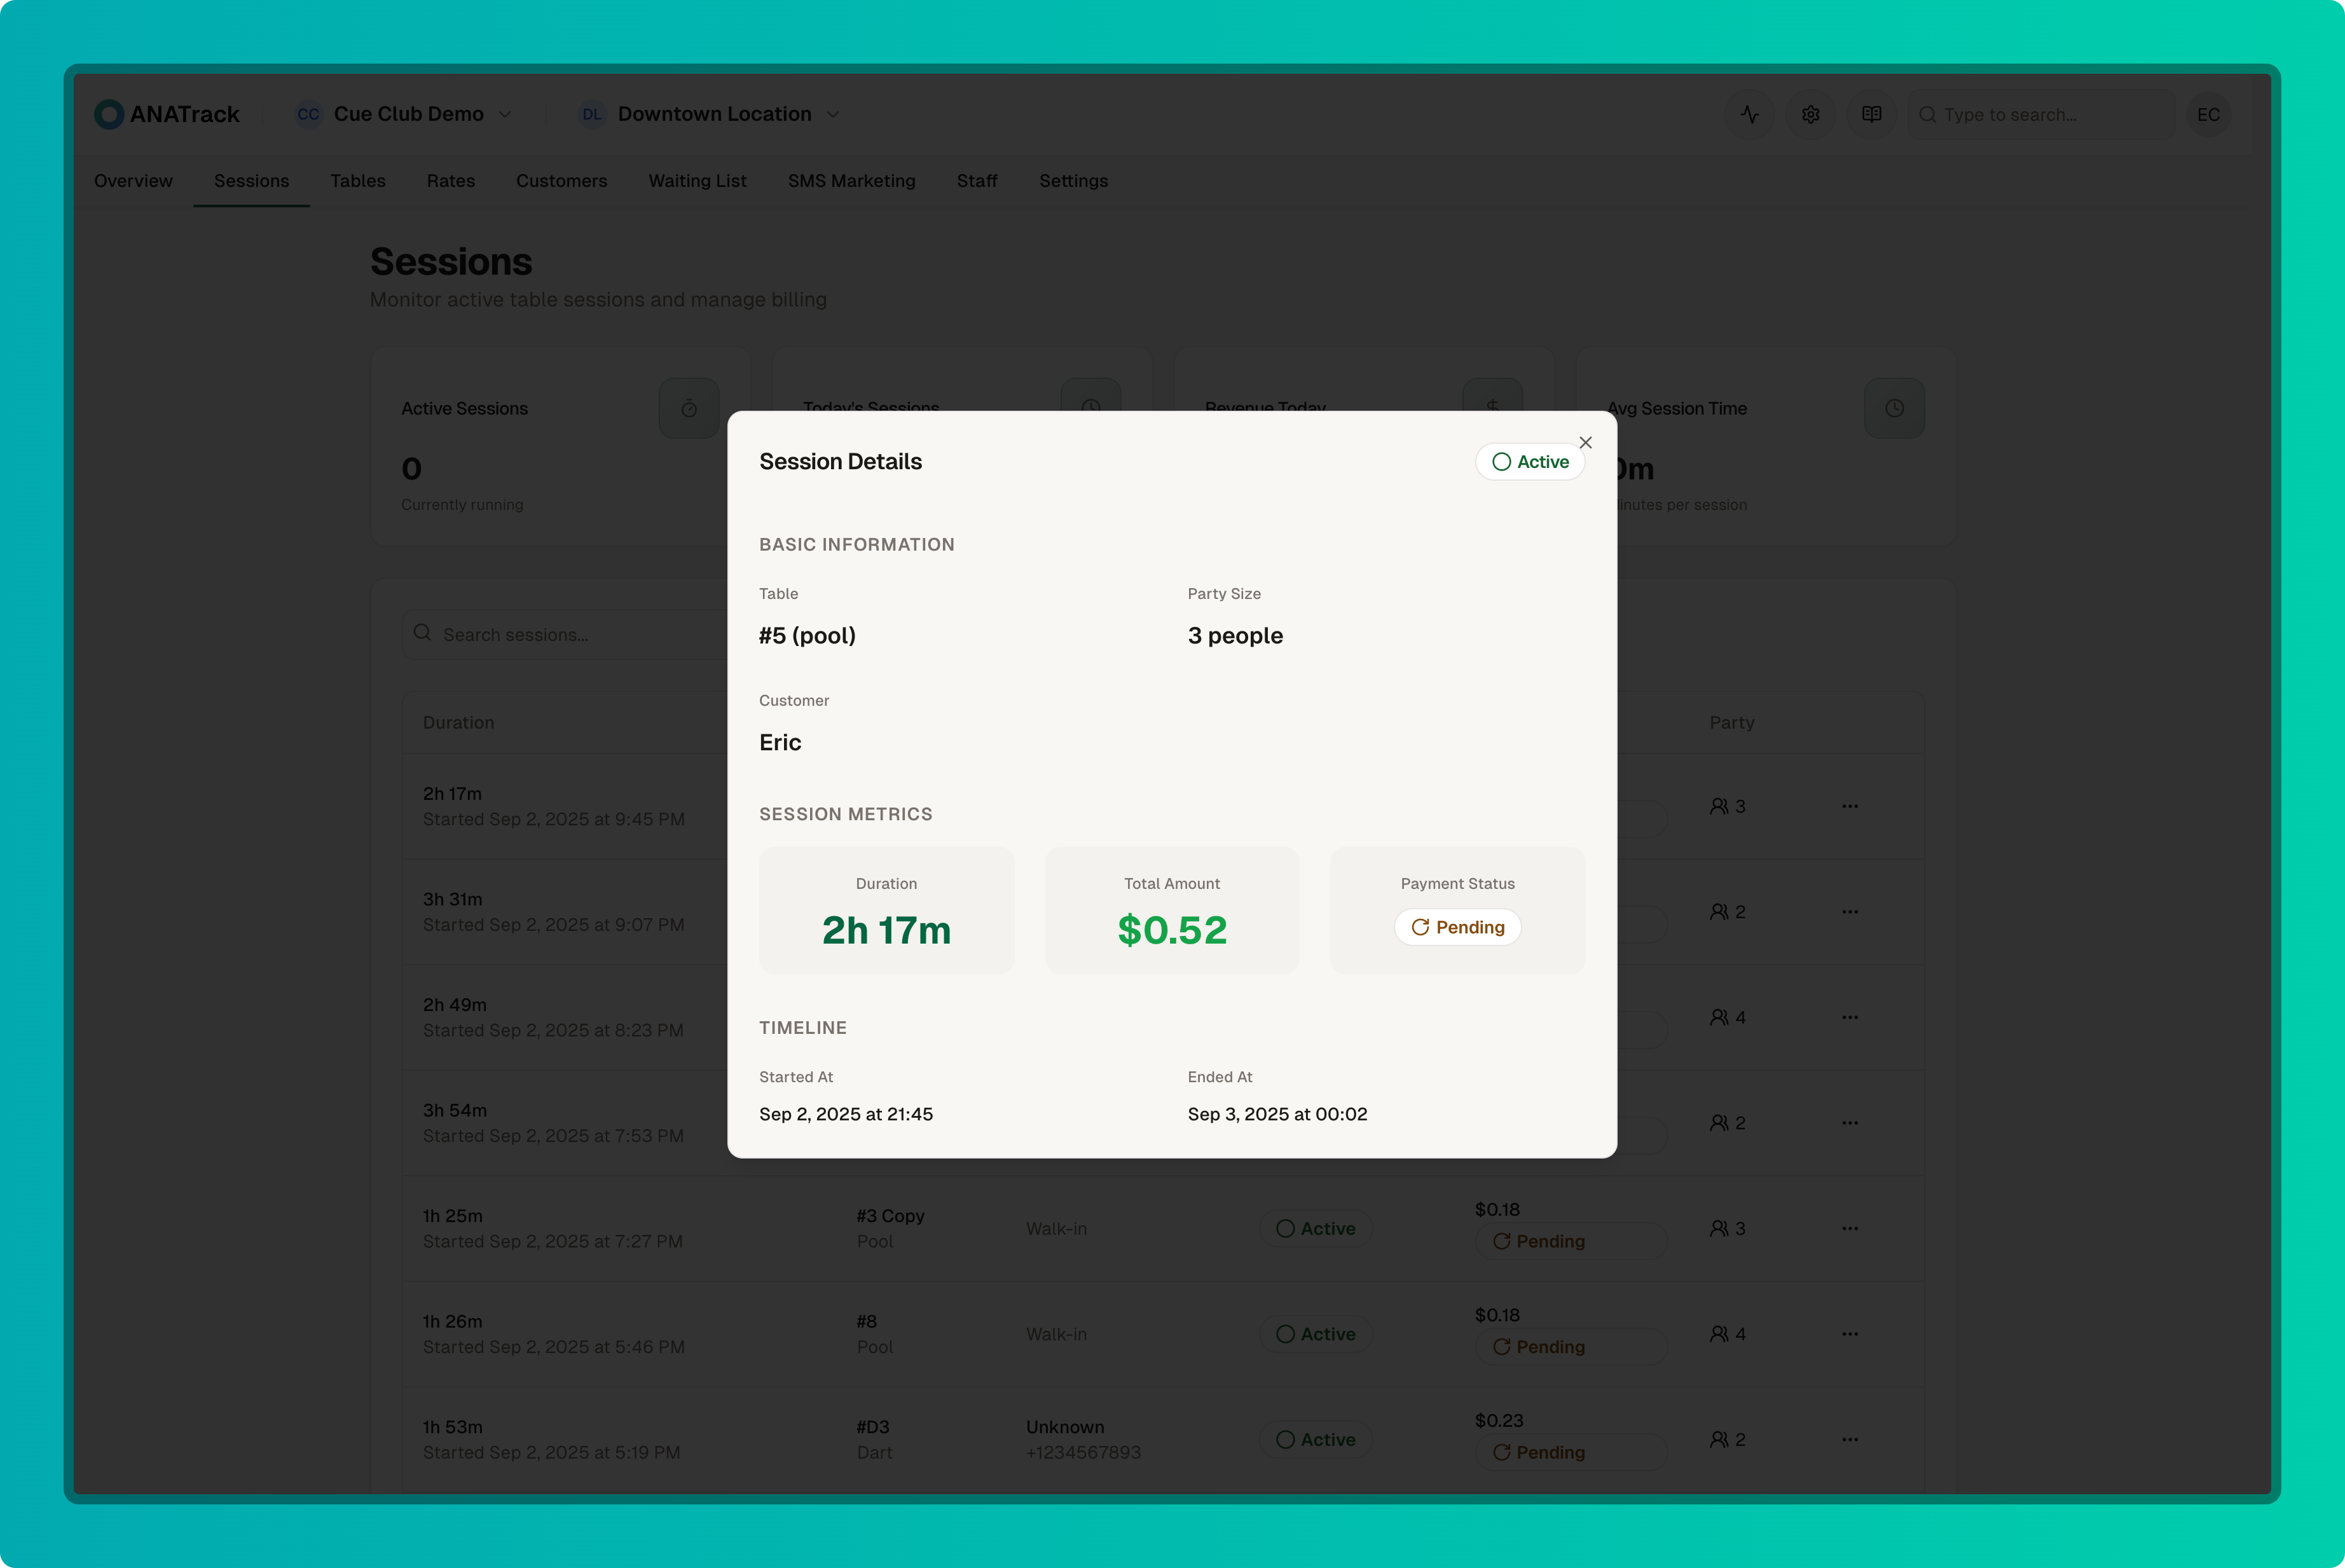 ANATrack
CC Cue Club Demo
DL Downtown Location
Type to search...
EC
Overview Sessions Tables Rates Customers Waiting List SMS Marketing Staff Settings
Sessions
Monitor active table sessions and manage billing
Active Sessions
0
Currently running
Today's Sessions
Revenue Today
Avg Session Time
0m
minutes per session
Search sessions...
Session Details
Active
BASIC INFORMATION
Table
#5 (pool)
Party Size
3 people
Customer
Eric
SESSION METRICS
Duration
2h 17m
Total Amount
$0.52
Payment Status
Pending
TIMELINE
Started At
Sep 2, 2025 at 21:45
Ended At
Sep 3, 2025 at 00:02
Duration Party
2h 17m
Started Sep 2, 2025 at 9:45 PM
3
3h 31m
Started Sep 2, 2025 at 9:07 PM
2
2h 49m
Started Sep 2, 2025 at 8:23 PM
4
3h 54m
Started Sep 2, 2025 at 7:53 PM
2
1h 25m
Started Sep 2, 2025 at 7:27 PM
#3 Copy
Pool
Walk-in
Active
$0.18
Pending
3
1h 26m
Started Sep 2, 2025 at 5:46 PM
#8
Pool
Walk-in
Active
$0.18
Pending
4
1h 53m
Started Sep 2, 2025 at 5:19 PM
#D3
Dart
Unknown
+1234567893
Active
$0.23
Pending
2